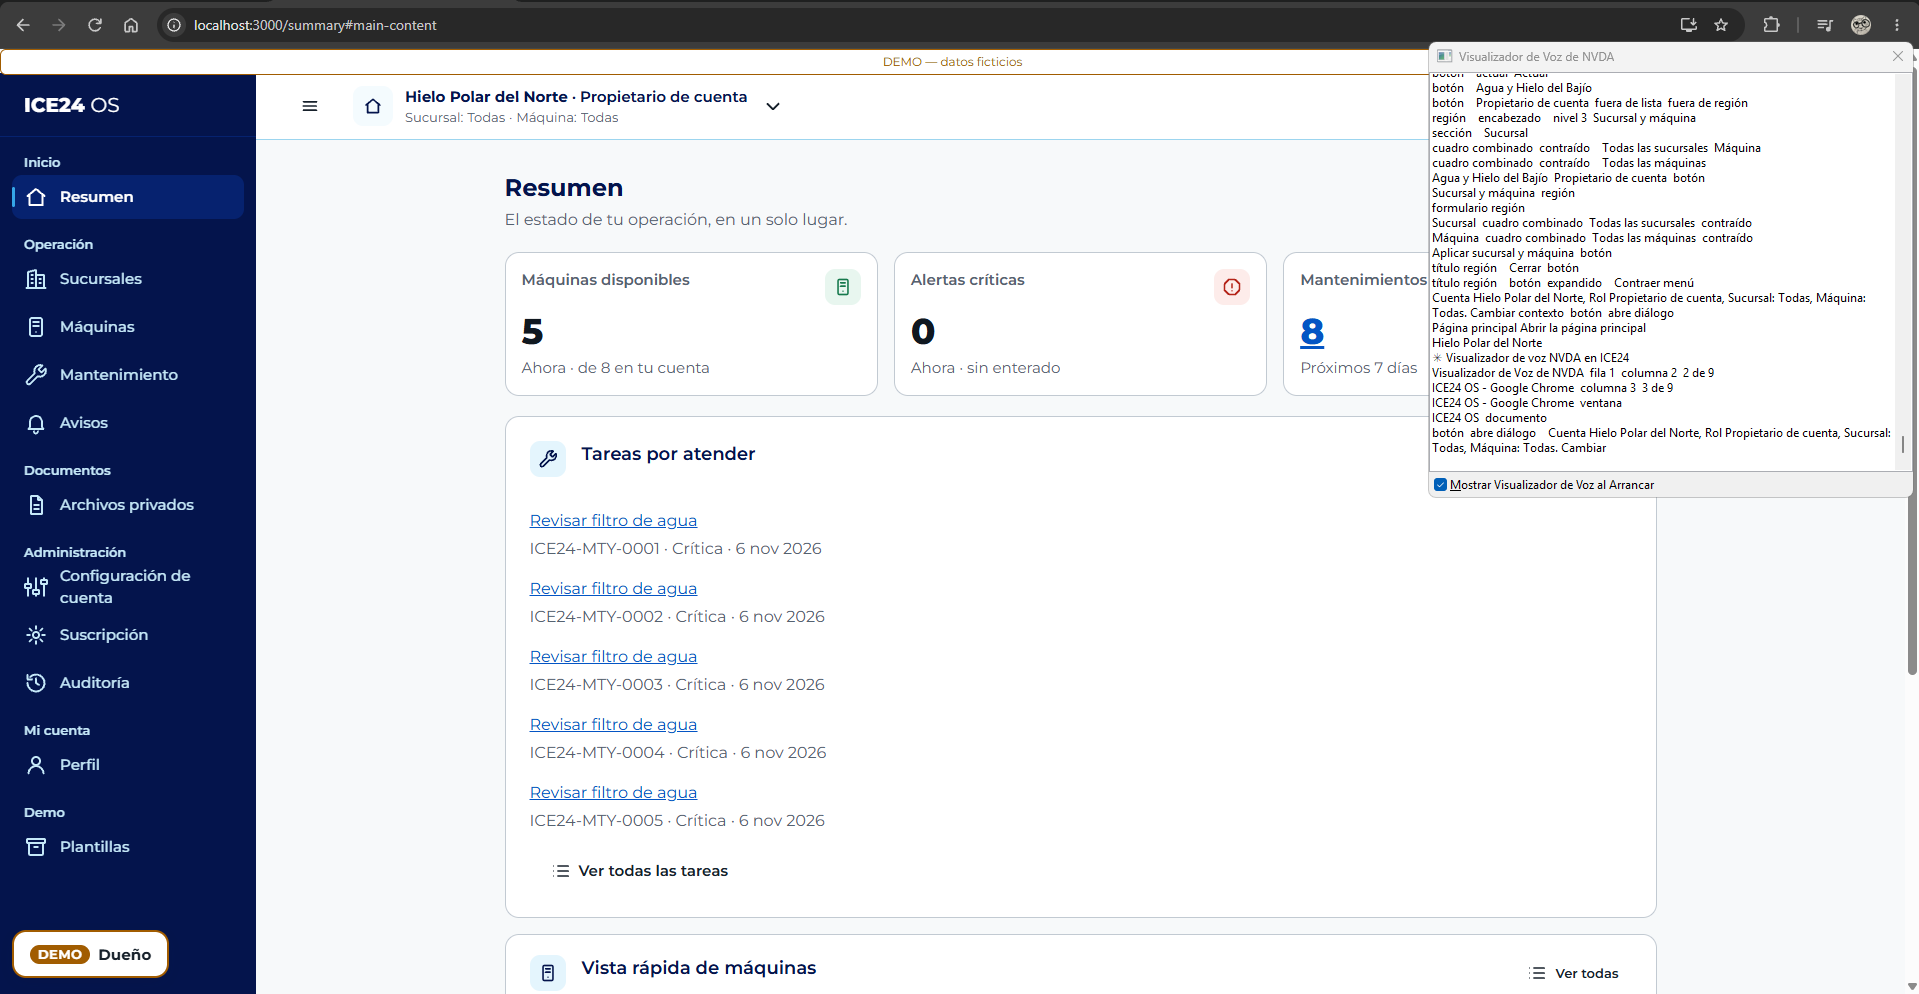 localhost:3000/summary#main-content
DEMO — datos ficticios
ICE24 OS
Inicio
Resumen
Operación
Sucursales
Máquinas
Mantenimiento
Avisos
Documentos
Archivos privados
Administración
Configuración de
cuenta
Suscripción
Auditoría
Mi cuenta
Perfil
Demo
Plantillas
DEMO Dueño
Hielo Polar del Norte · Propietario de cuenta
Sucursal: Todas · Máquina: Todas
Resumen
El estado de tu operación, en un solo lugar.
Máquinas disponibles
5
Ahora · de 8 en tu cuenta
Alertas críticas
0
Ahora · sin enterado
Mantenimientos
8
Próximos 7 días
Tareas por atender
Revisar filtro de agua
ICE24-MTY-0001 · Crítica · 6 nov 2026
Revisar filtro de agua
ICE24-MTY-0002 · Crítica · 6 nov 2026
Revisar filtro de agua
ICE24-MTY-0003 · Crítica · 6 nov 2026
Revisar filtro de agua
ICE24-MTY-0004 · Crítica · 6 nov 2026
Revisar filtro de agua
ICE24-MTY-0005 · Crítica · 6 nov 2026
Ver todas las tareas
Vista rápida de máquinas
Ver todas
Visualizador de Voz de NVDA
botón actual Actuar
botón Agua y Hielo del Bajío
botón Propietario de cuenta fuera de lista fuera de región
región encabezado nivel 3 Sucursal y máquina
sección Sucursal
cuadro combinado contraído Todas las sucursales Máquina
cuadro combinado contraído Todas las máquinas
Agua y Hielo del Bajío Propietario de cuenta botón
Sucursal y máquina región
formulario región
Sucursal cuadro combinado Todas las sucursales contraído
Máquina cuadro combinado Todas las máquinas contraído
Aplicar sucursal y máquina botón
título región Cerrar botón
título región botón expandido Contraer menú
Cuenta Hielo Polar del Norte, Rol Propietario de cuenta, Sucursal: Todas, Máquina:
Todas. Cambiar contexto botón abre diálogo
Página principal Abrir la página principal
Hielo Polar del Norte
✳ Visualizador de voz NVDA en ICE24
Visualizador de Voz de NVDA fila 1 columna 2 2 de 9
ICE24 OS - Google Chrome columna 3 3 de 9
ICE24 OS - Google Chrome ventana
ICE24 OS documento
botón abre diálogo Cuenta Hielo Polar del Norte, Rol Propietario de cuenta, Sucursal:
Todas, Máquina: Todas. Cambiar
Mostrar Visualizador de Voz al Arrancar